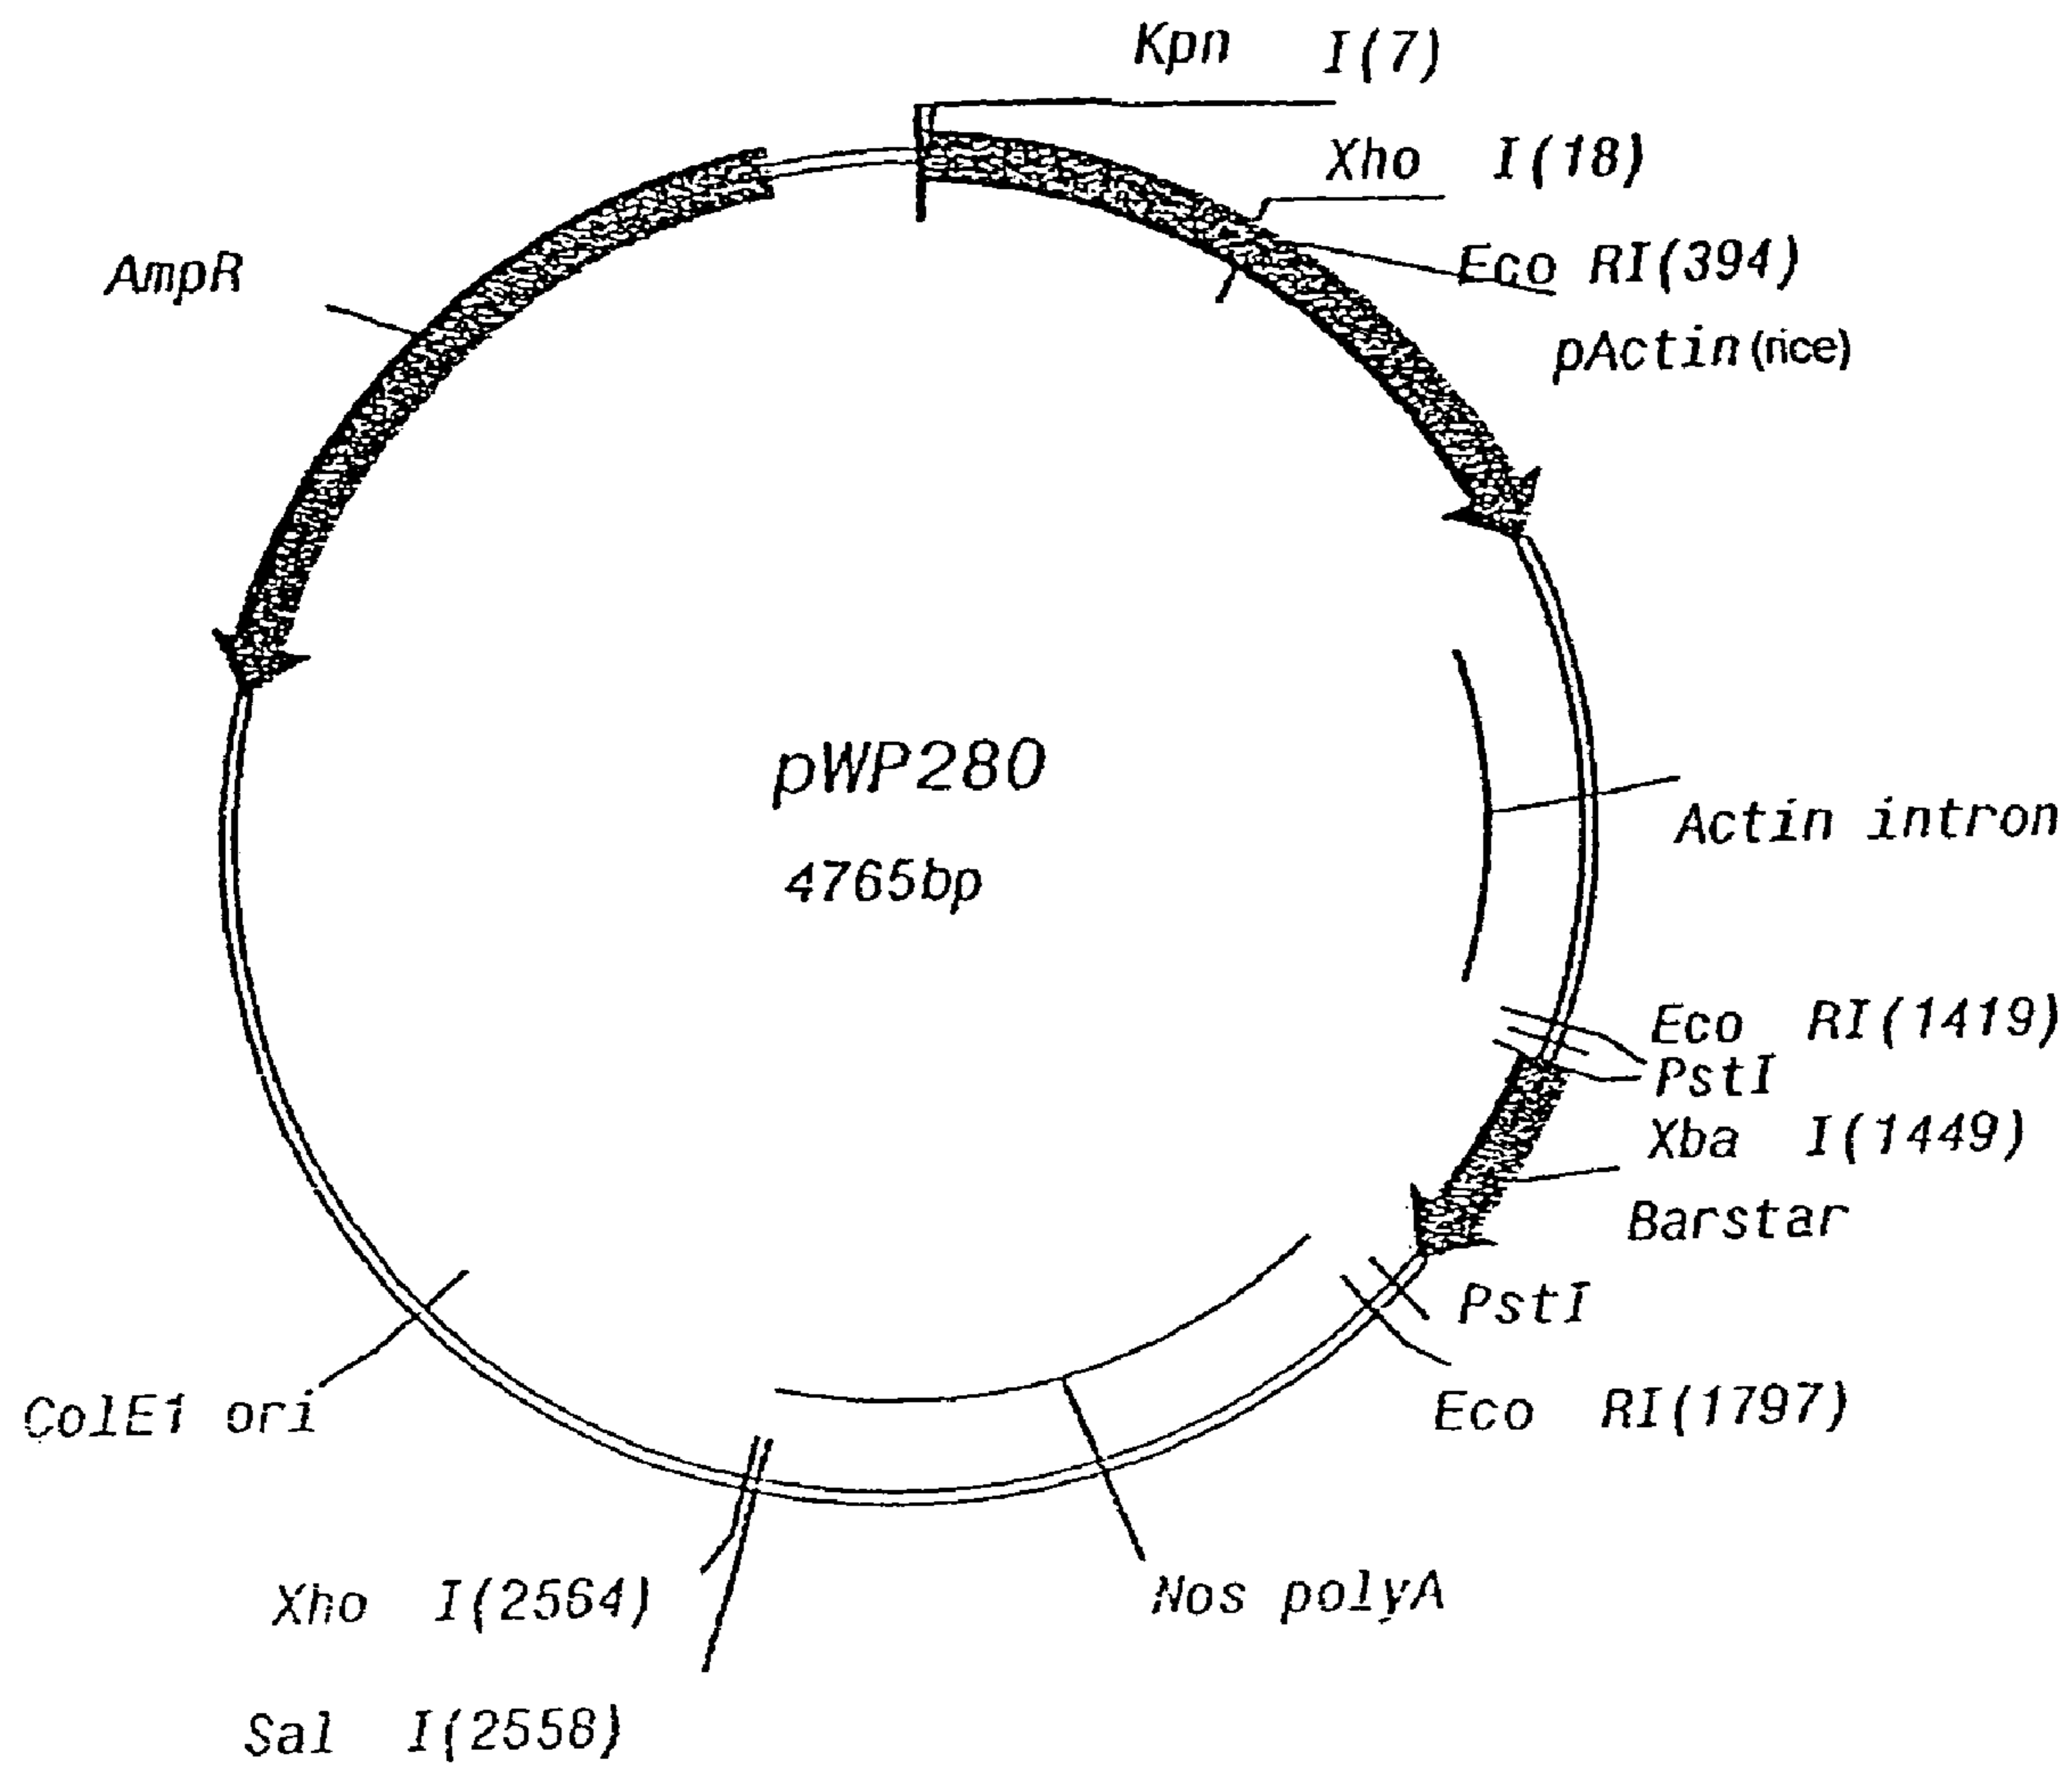 Kpn I(7)
Xho I(18)
Eco RI(394)
pActin(rice)
AmpR
pWP280
4765bp
Actin intron
Eco RI(1419)
PstI
Xba I(1449)
Barstar
PstI
Eco RI(1797)
ColE1 ori
Nos polyA
Xho I(2564)
Sal I(2558)